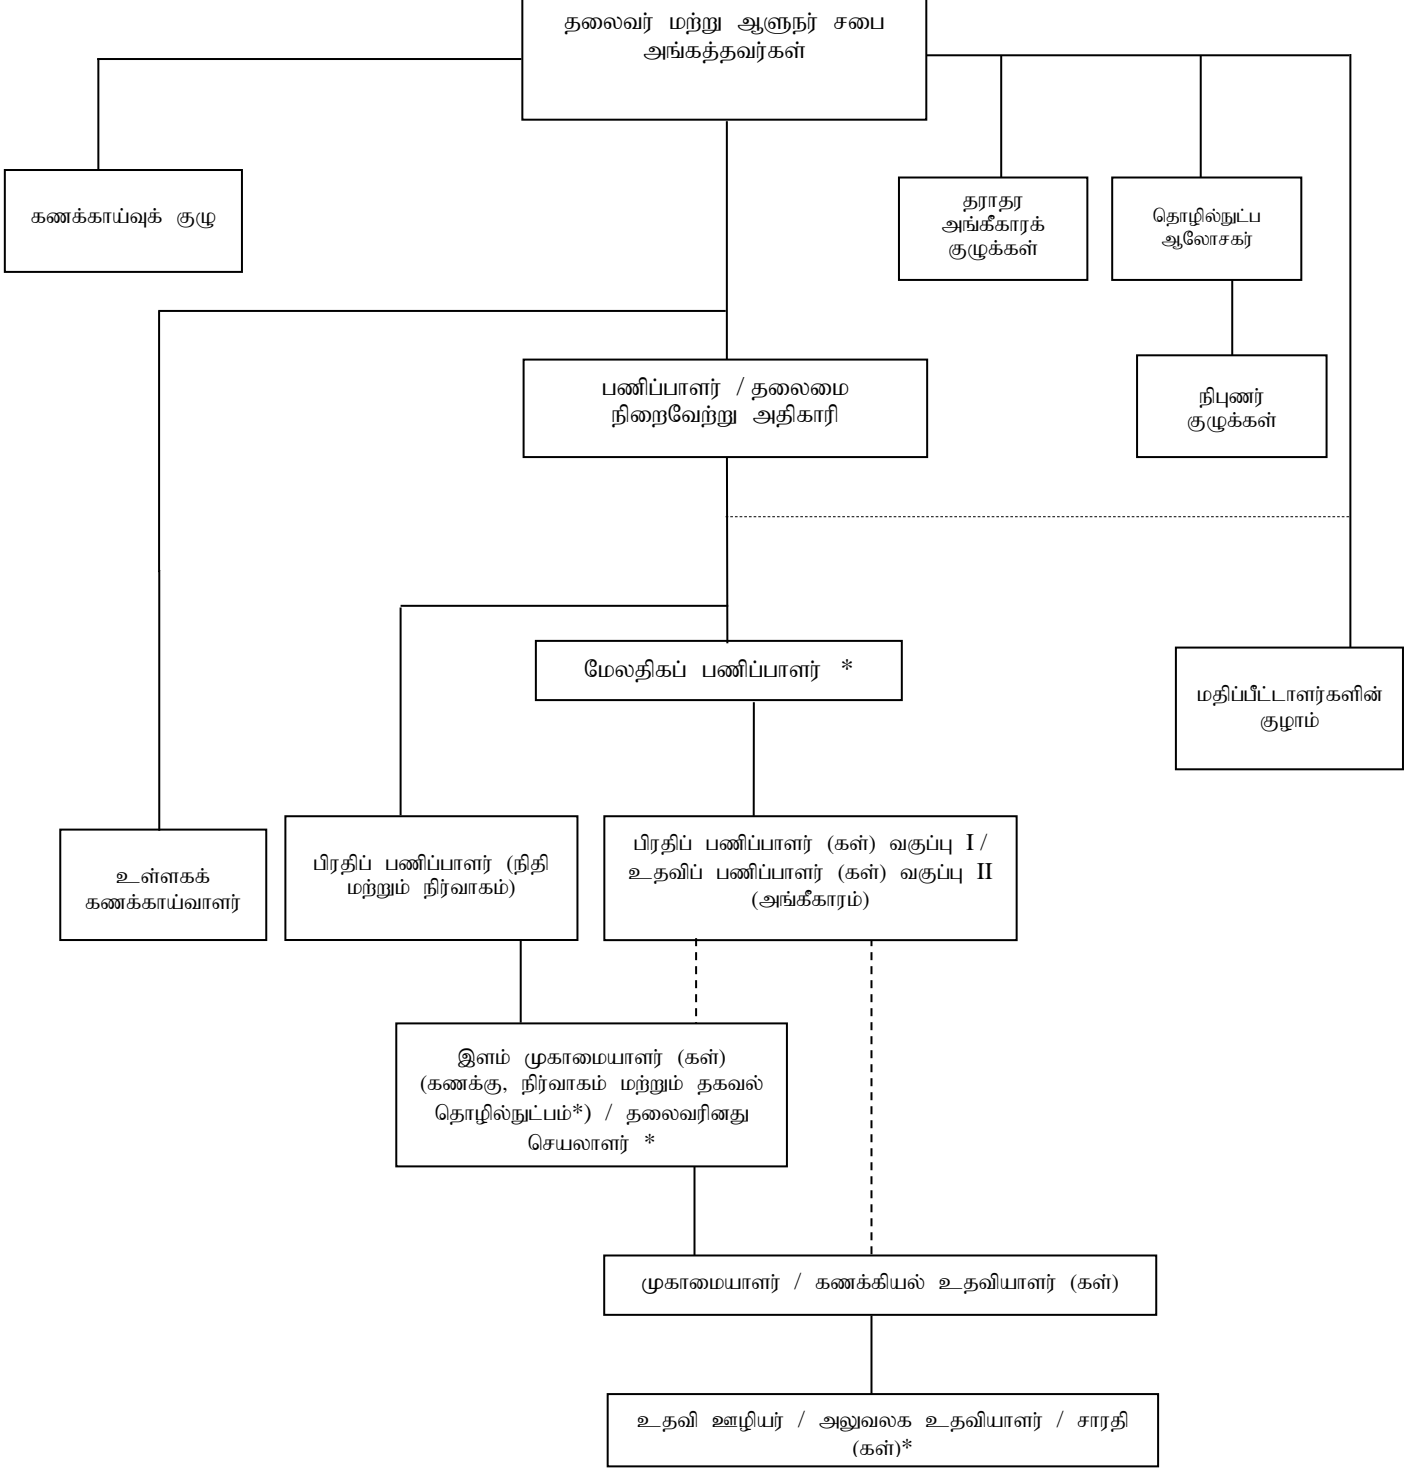 தலைவர் மற்று ஆளுநர் சபை
அங்கத்தவர்கள்
கணக்காய்வுக் குழு
தராதர
அங்கீகாரக்
குழுக்கள்
தொழில்நுட்ப
ஆலோசகர்
பணிப்பாளர் / தலைமை
நிறைவேற்று அதிகாரி
நிபுணர்
குழுக்கள்
மேலதிகப் பணிப்பாளர் *
மதிப்பீட்டாளர்களின்
குழாம்
உள்ளகக்
கணக்காய்வாளர்
பிரதிப் பணிப்பாளர் (நிதி
மற்றும் நிர்வாகம்)
பிரதிப் பணிப்பாளர் (கள்) வகுப்பு I /
உதவிப் பணிப்பாளர் (கள்) வகுப்பு II
(அங்கீகாரம்)
இளம் முகாமையாளர் (கள்)
(கணக்கு, நிர்வாகம் மற்றும் தகவல்
தொழில்நுட்பம்*) / தலைவரினது
செயலாளர் *
முகாமையாளர் / கணக்கியல் உதவியாளர் (கள்)
உதவி ஊழியர் / அலுவலக உதவியாளர் / சாரதி
(கள்)*